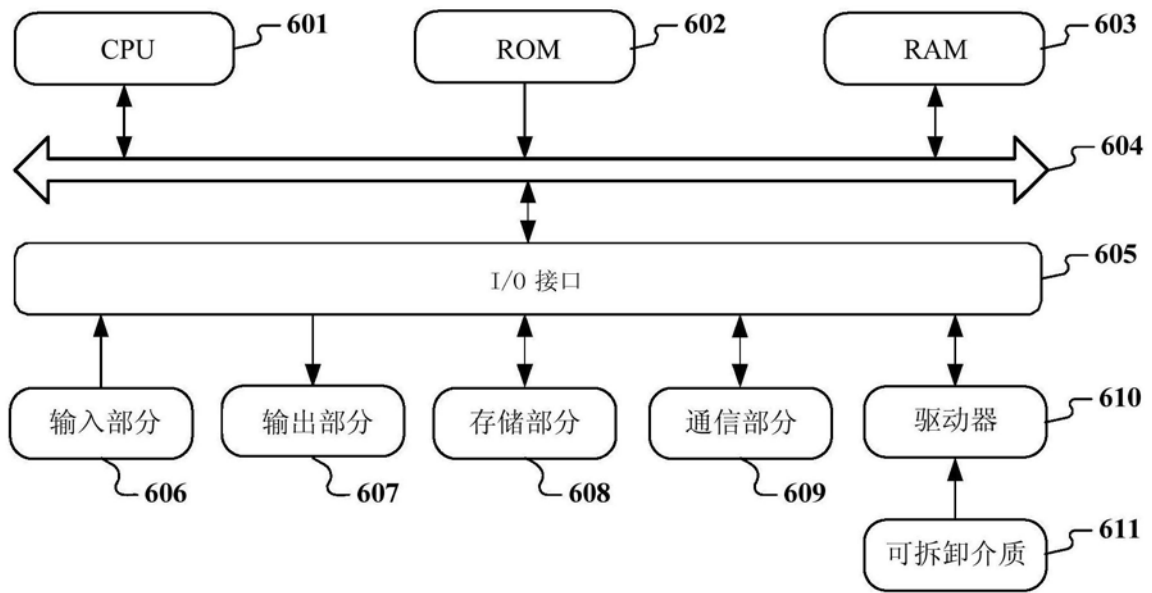 CPU 601
ROM 602
RAM 603
604
I/O 接口 605
输入部分 606
输出部分 607
存储部分 608
通信部分 609
驱动器 610
可拆卸介质 611